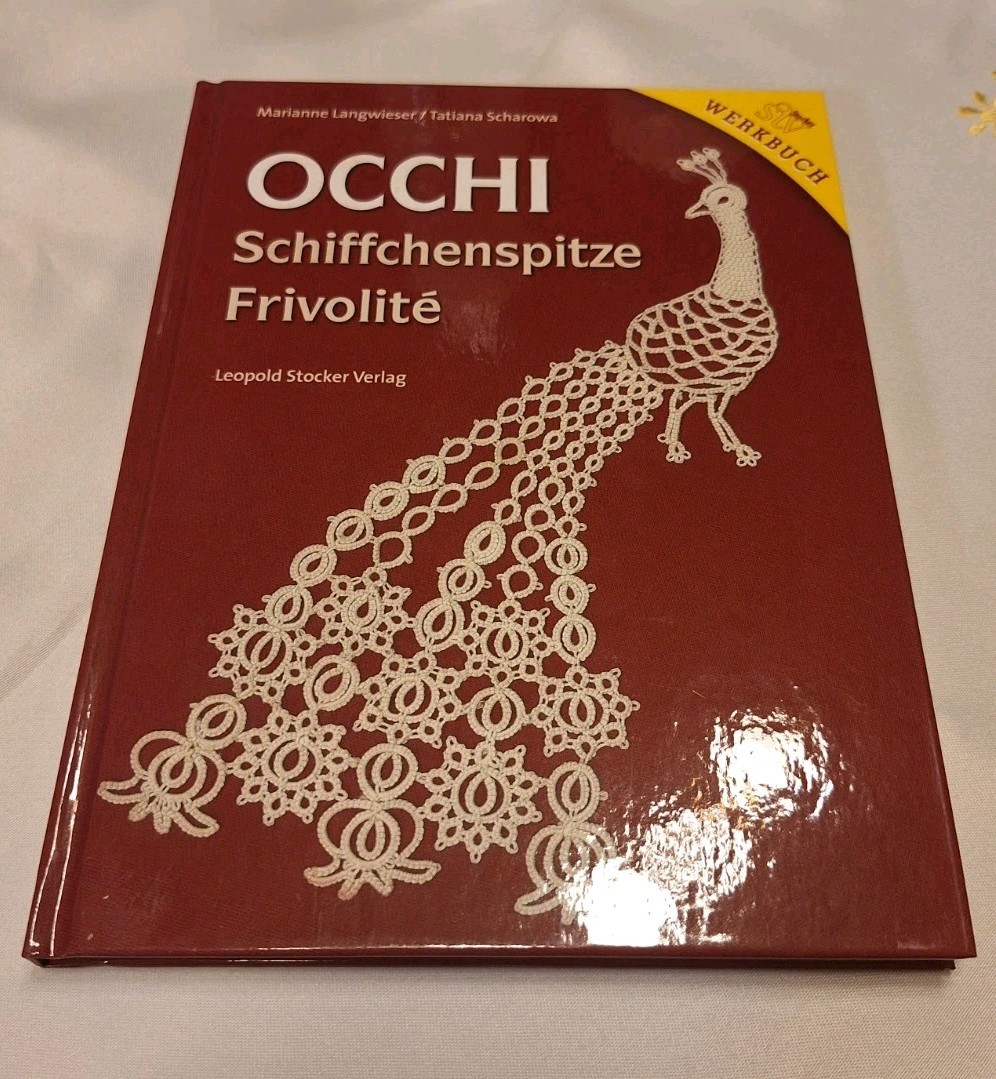 Marianne Langwieser / Tatiana Scharowa
OCCHI
Schiffchenspitze
Frivolité
Leopold Stocker Verlag
WERKBUCH